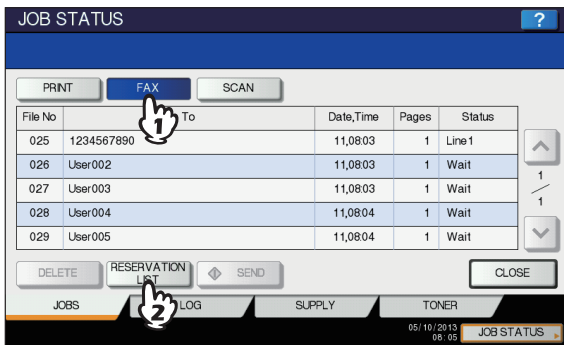 JOB STATUS ?
PRINT FAX SCAN
File No To Date,Time Pages Status
025 1234567890 11,08:03 1 Line1
026 User002 11,08:03 1 Wait
027 User003 11,08:03 1 Wait
028 User004 11,08:04 1 Wait
029 User005 11,08:04 1 Wait
1
1
1
DELETE RESERVATION LIST SEND CLOSE
2
JOBS LOG SUPPLY TONER
05/10/2013
08:05 JOB STATUS